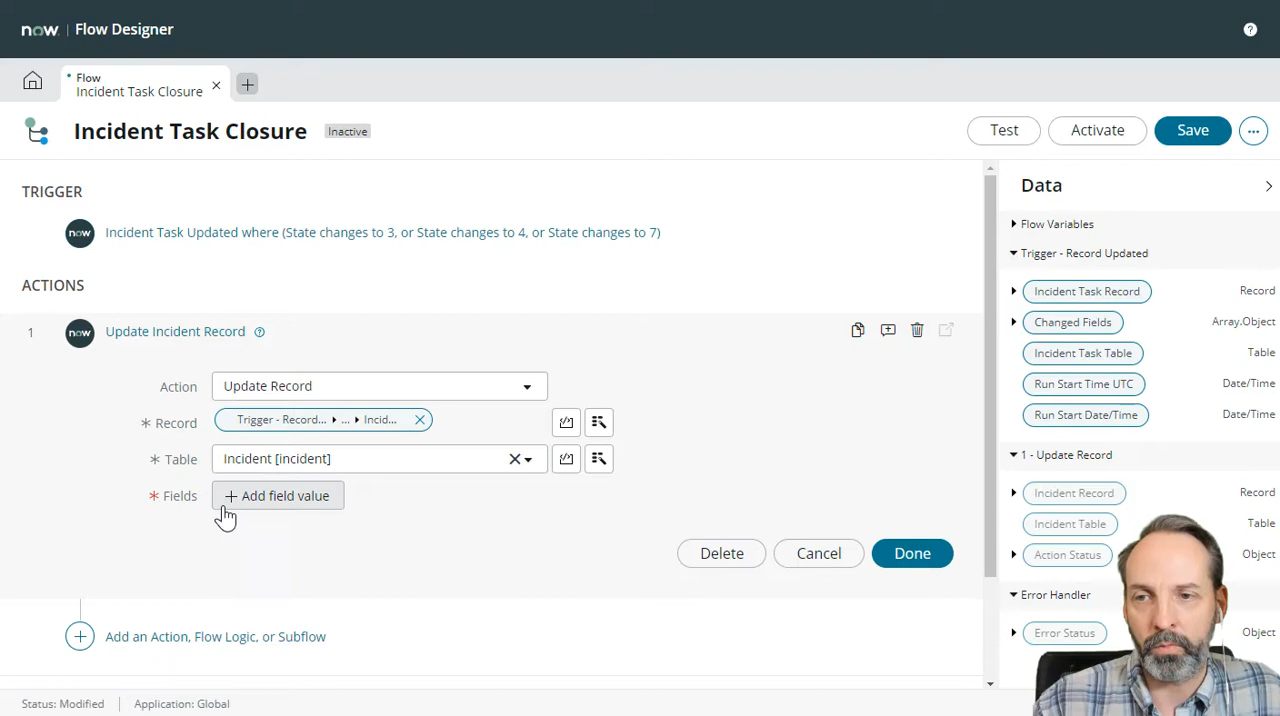 now. | Flow Designer
Flow
Incident Task Closure
Incident Task Closure
Inactive
Test
Activate
Save
TRIGGER
now
Incident Task Updated where (State changes to 3, or State changes to 4, or State changes to 7)
ACTIONS
1
now
Update Incident Record
Action
Update Record
* Record
Trigger - Record... ▸ ... ▸ Incid...
* Table
Incident [incident]
* Fields
+ Add field value
Delete
Cancel
Done
Add an Action, Flow Logic, or Subflow
Status: Modified
Application: Global
Data
Flow Variables
Trigger - Record Updated
Incident Task Record
Record
Changed Fields
Array.Object
Incident Task Table
Table
Run Start Time UTC
Date/Time
Run Start Date/Time
Date/Time
1 - Update Record
Incident Record
Record
Incident Table
Table
Action Status
Object
Error Handler
Error Status
Object